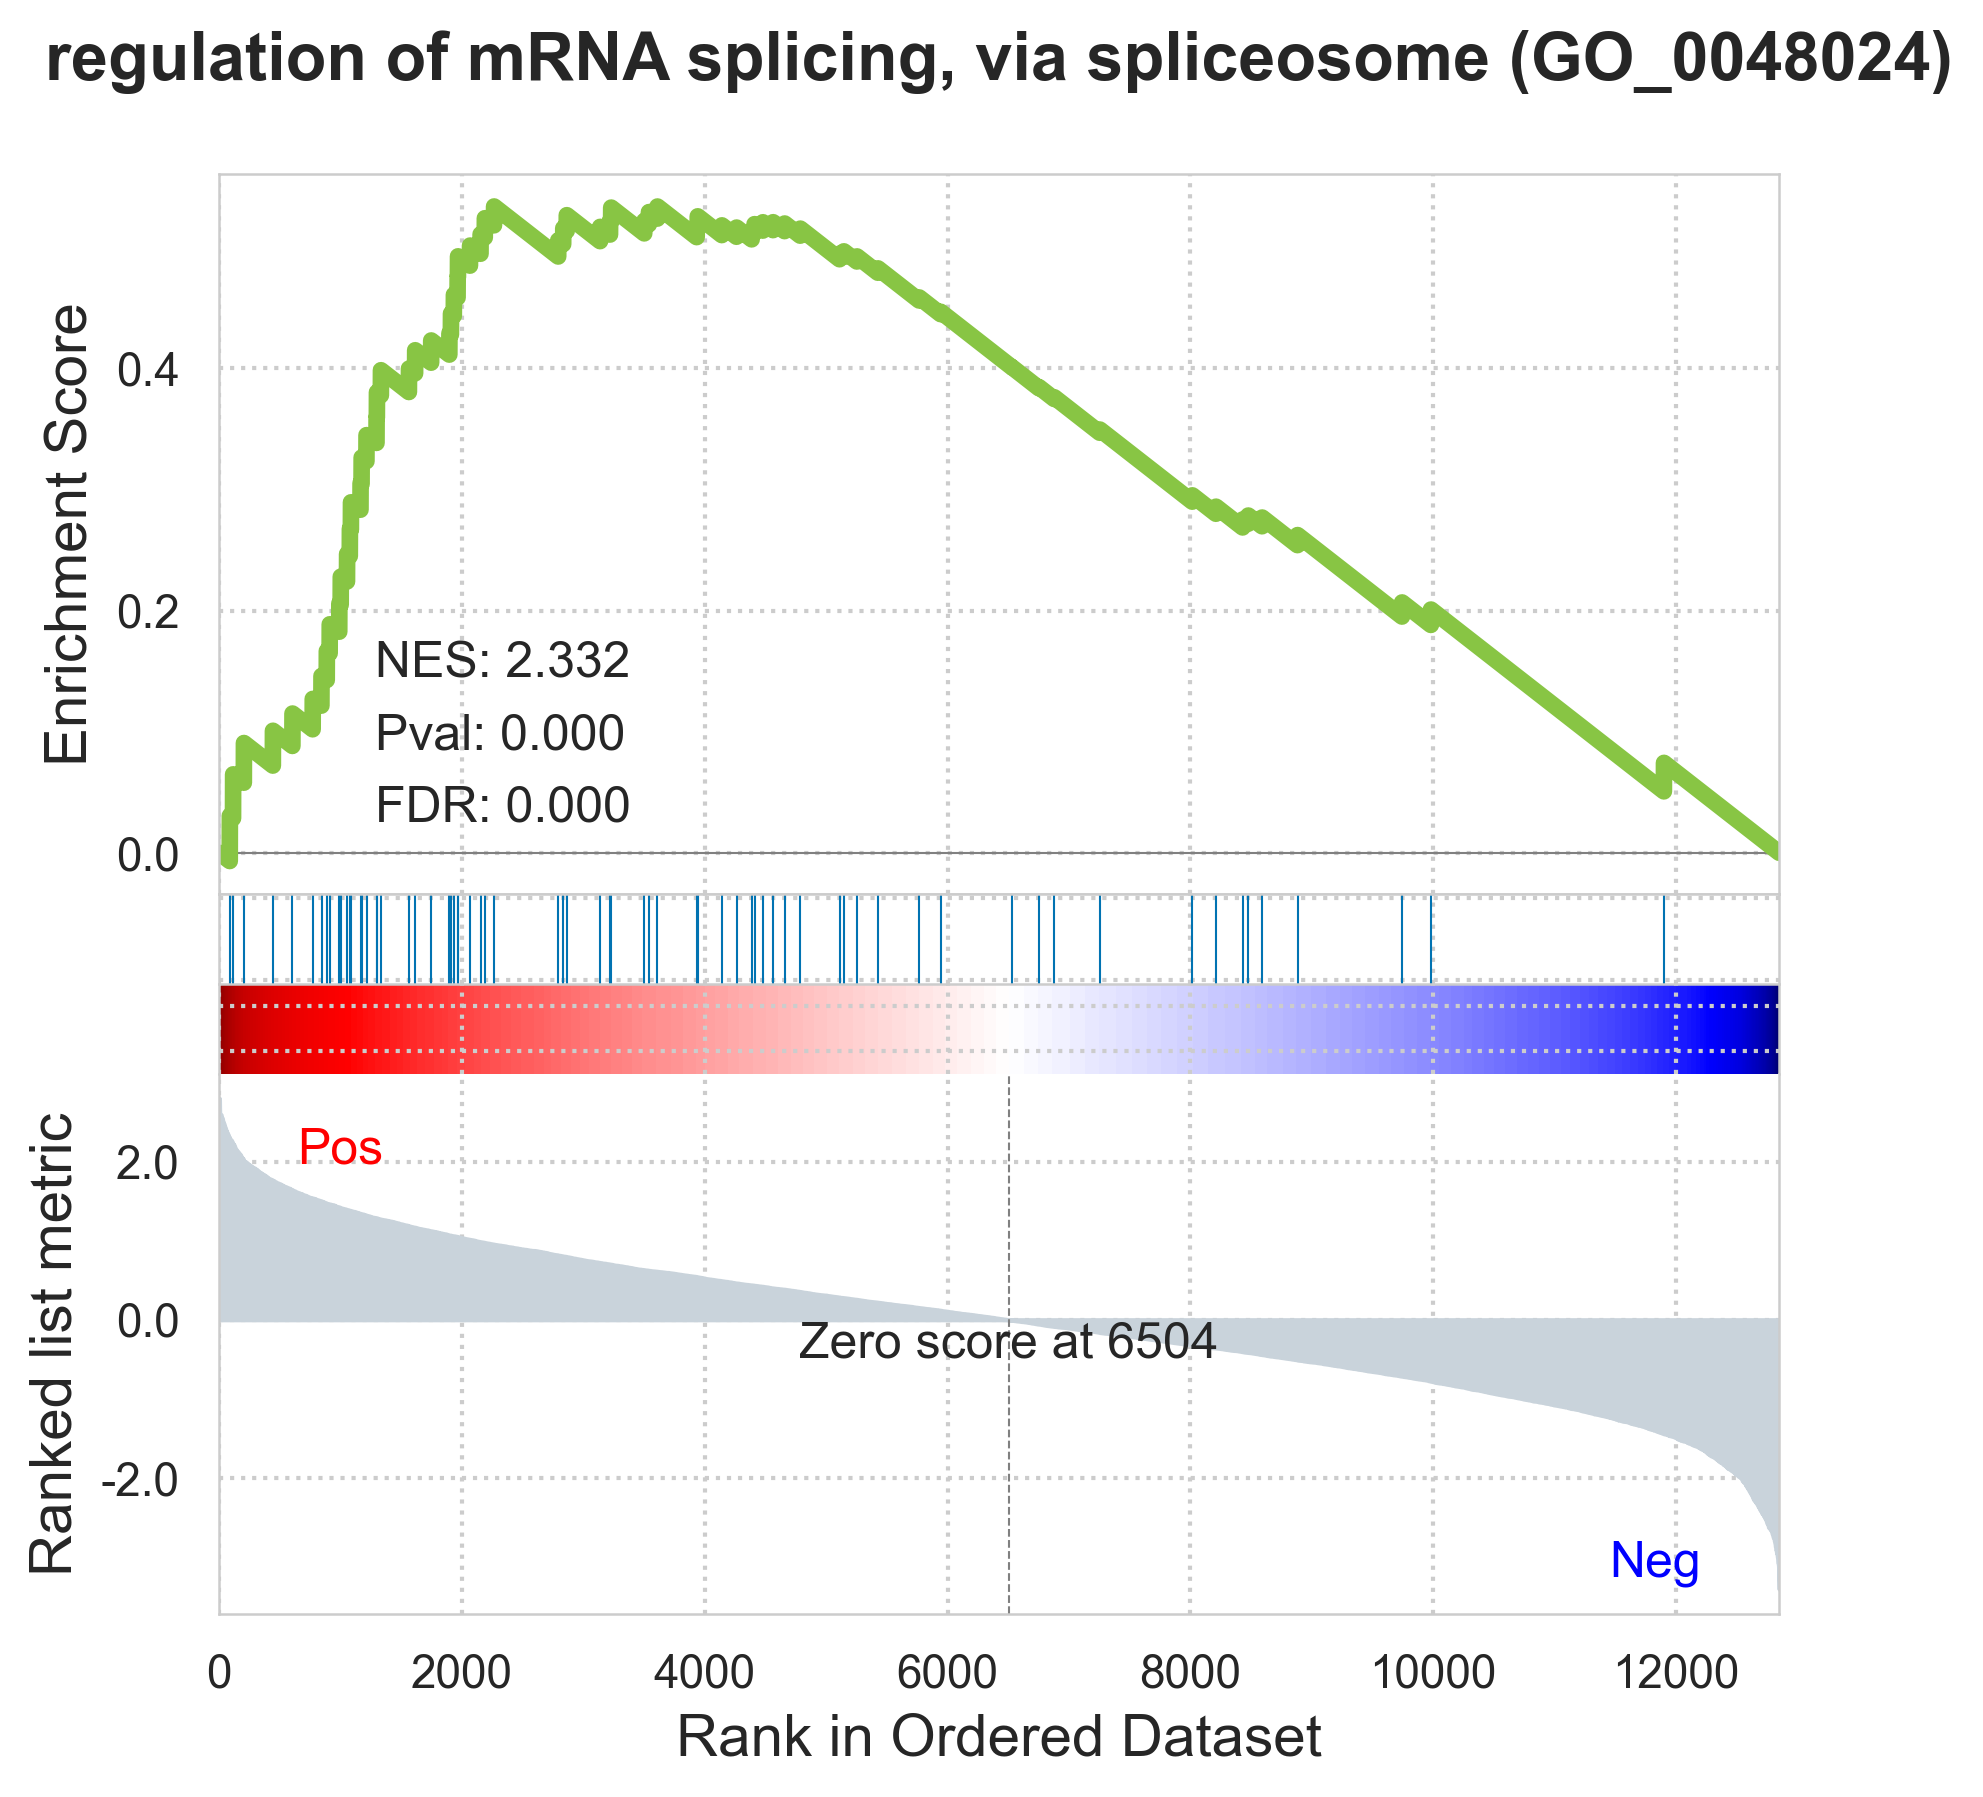 regulation of mRNA splicing, via spliceosome (GO_0048024)
Enrichment Score
0.4
0.2
0.0
NES: 2.332
Pval: 0.000
FDR: 0.000
Ranked list metric
2.0
0.0
-2.0
Pos
Zero score at 6504
Neg
0 2000 4000 6000 8000 10000 12000
Rank in Ordered Dataset